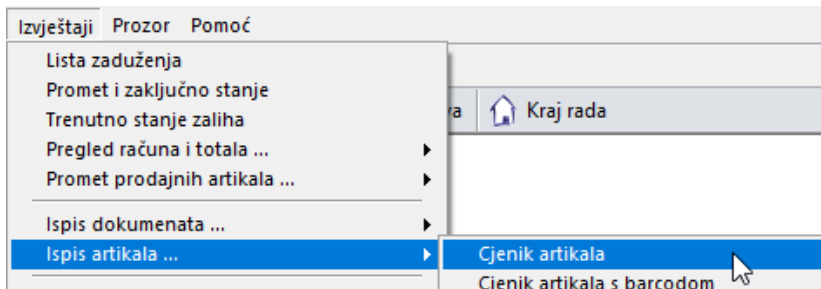 Izvještaji Prozor Pomoć
Lista zaduženja
Promet i zaključno stanje
Trenutno stanje zaliha
va Kraj rada
Pregled računa i totala ...
Promet prodajnih artikala ...
Ispis dokumenata ...
Ispis artikala ... Cjenik artikala
Cjenik artikala s barcodom